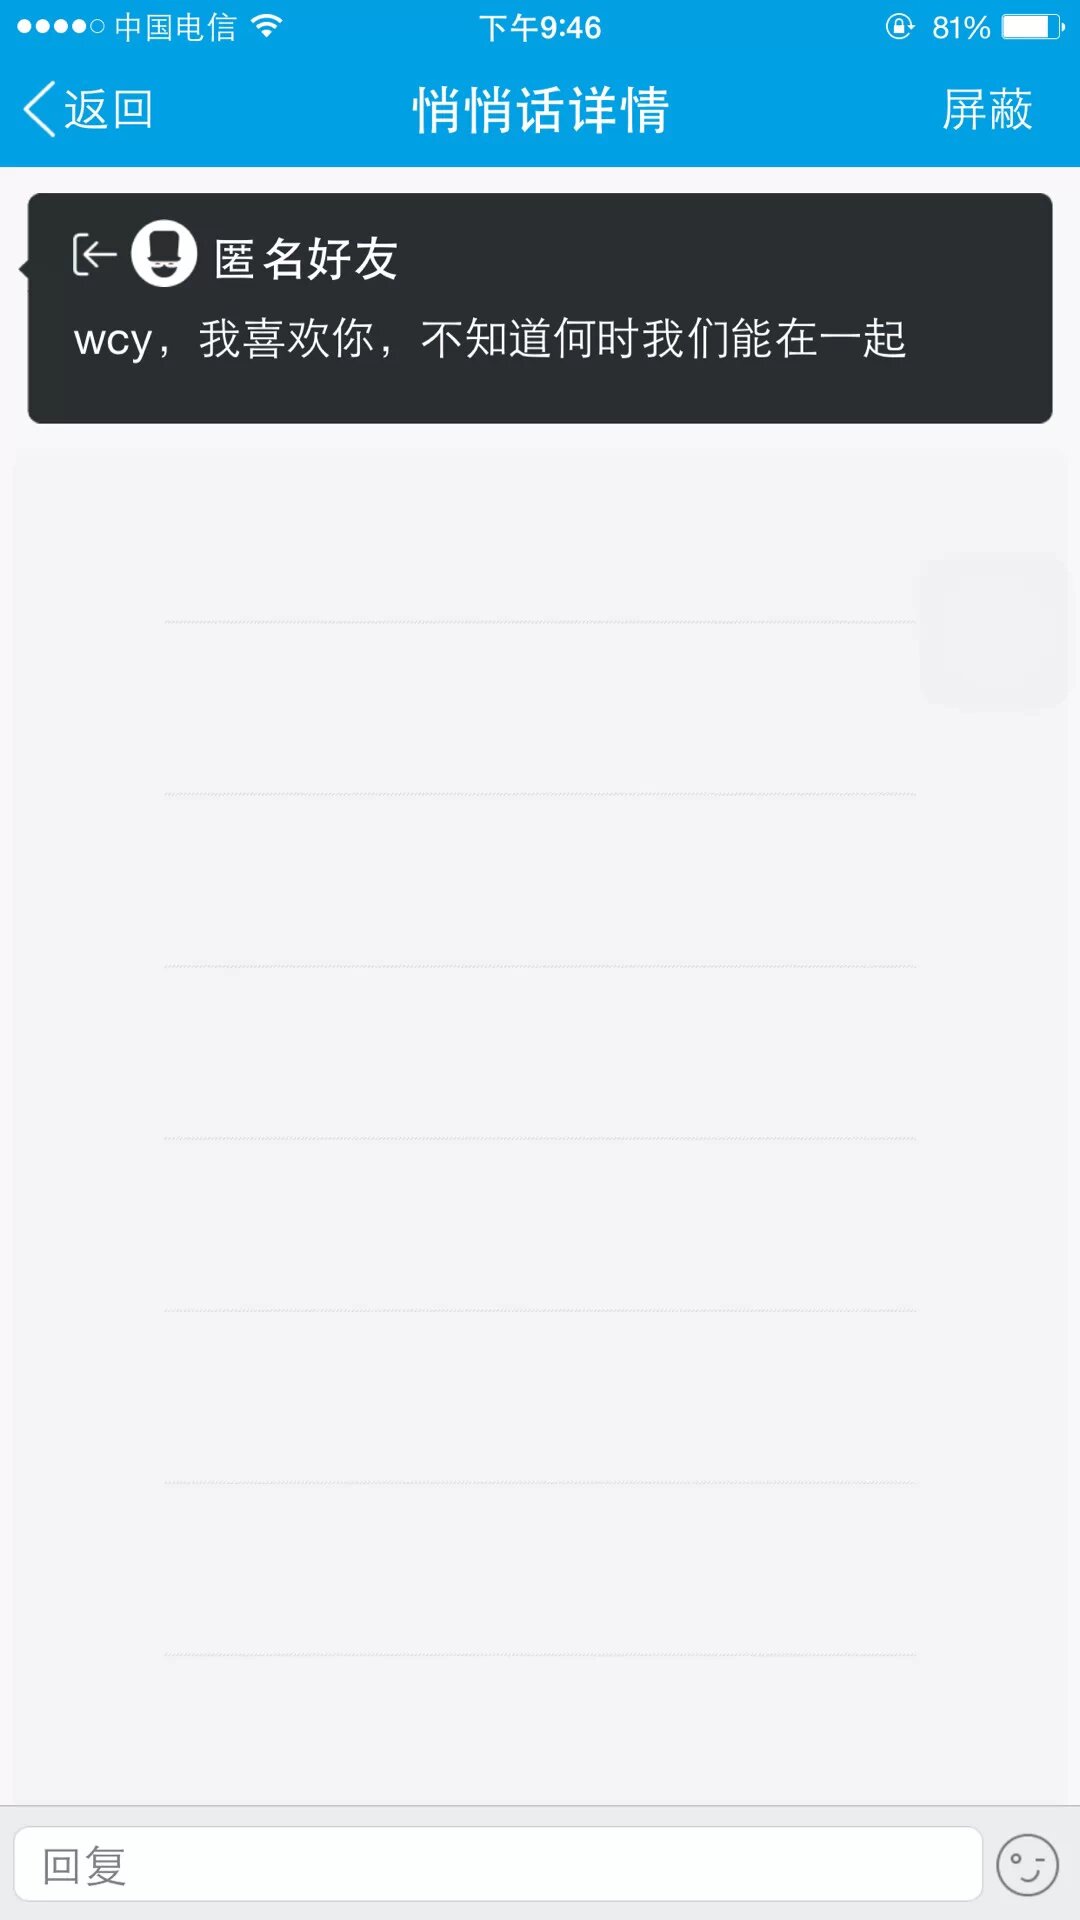 中国电信 下午9:46 81%
返回 悄悄话详情 屏蔽
匿名好友
wcy，我喜欢你，不知道何时我们能在一起
回复